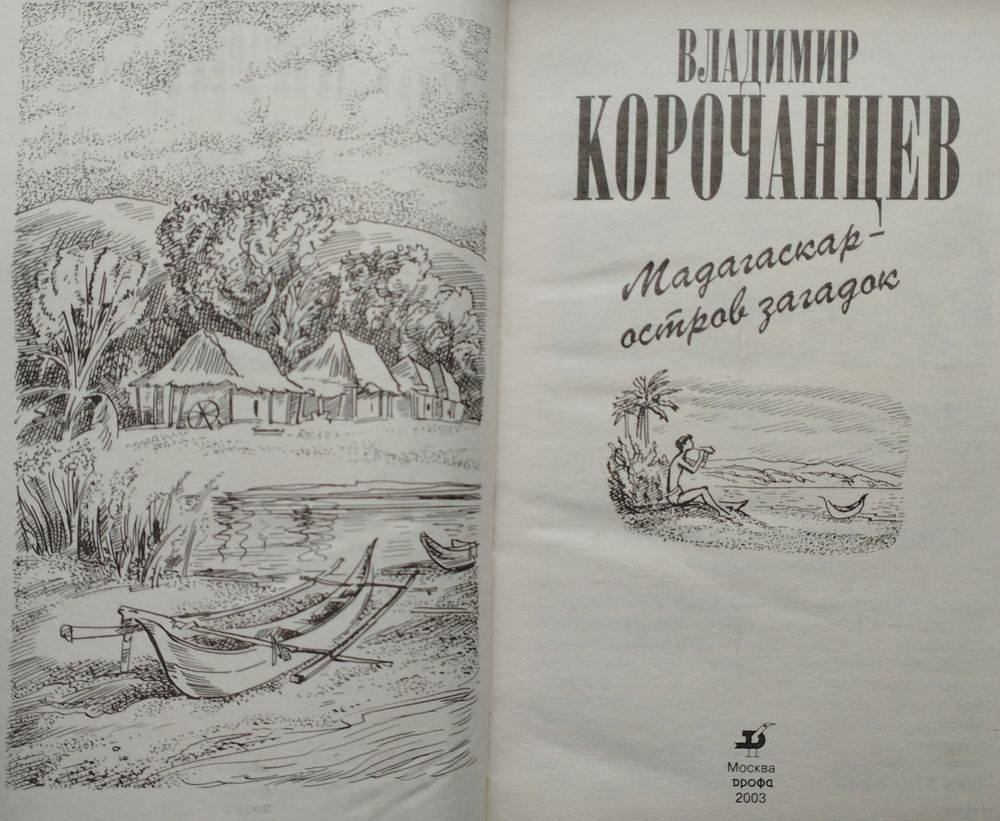 ВЛАДИМИР
КОРОЧАНЦЕВ
Мадагаскар –
остров загадок
Москва
дрофа
2003